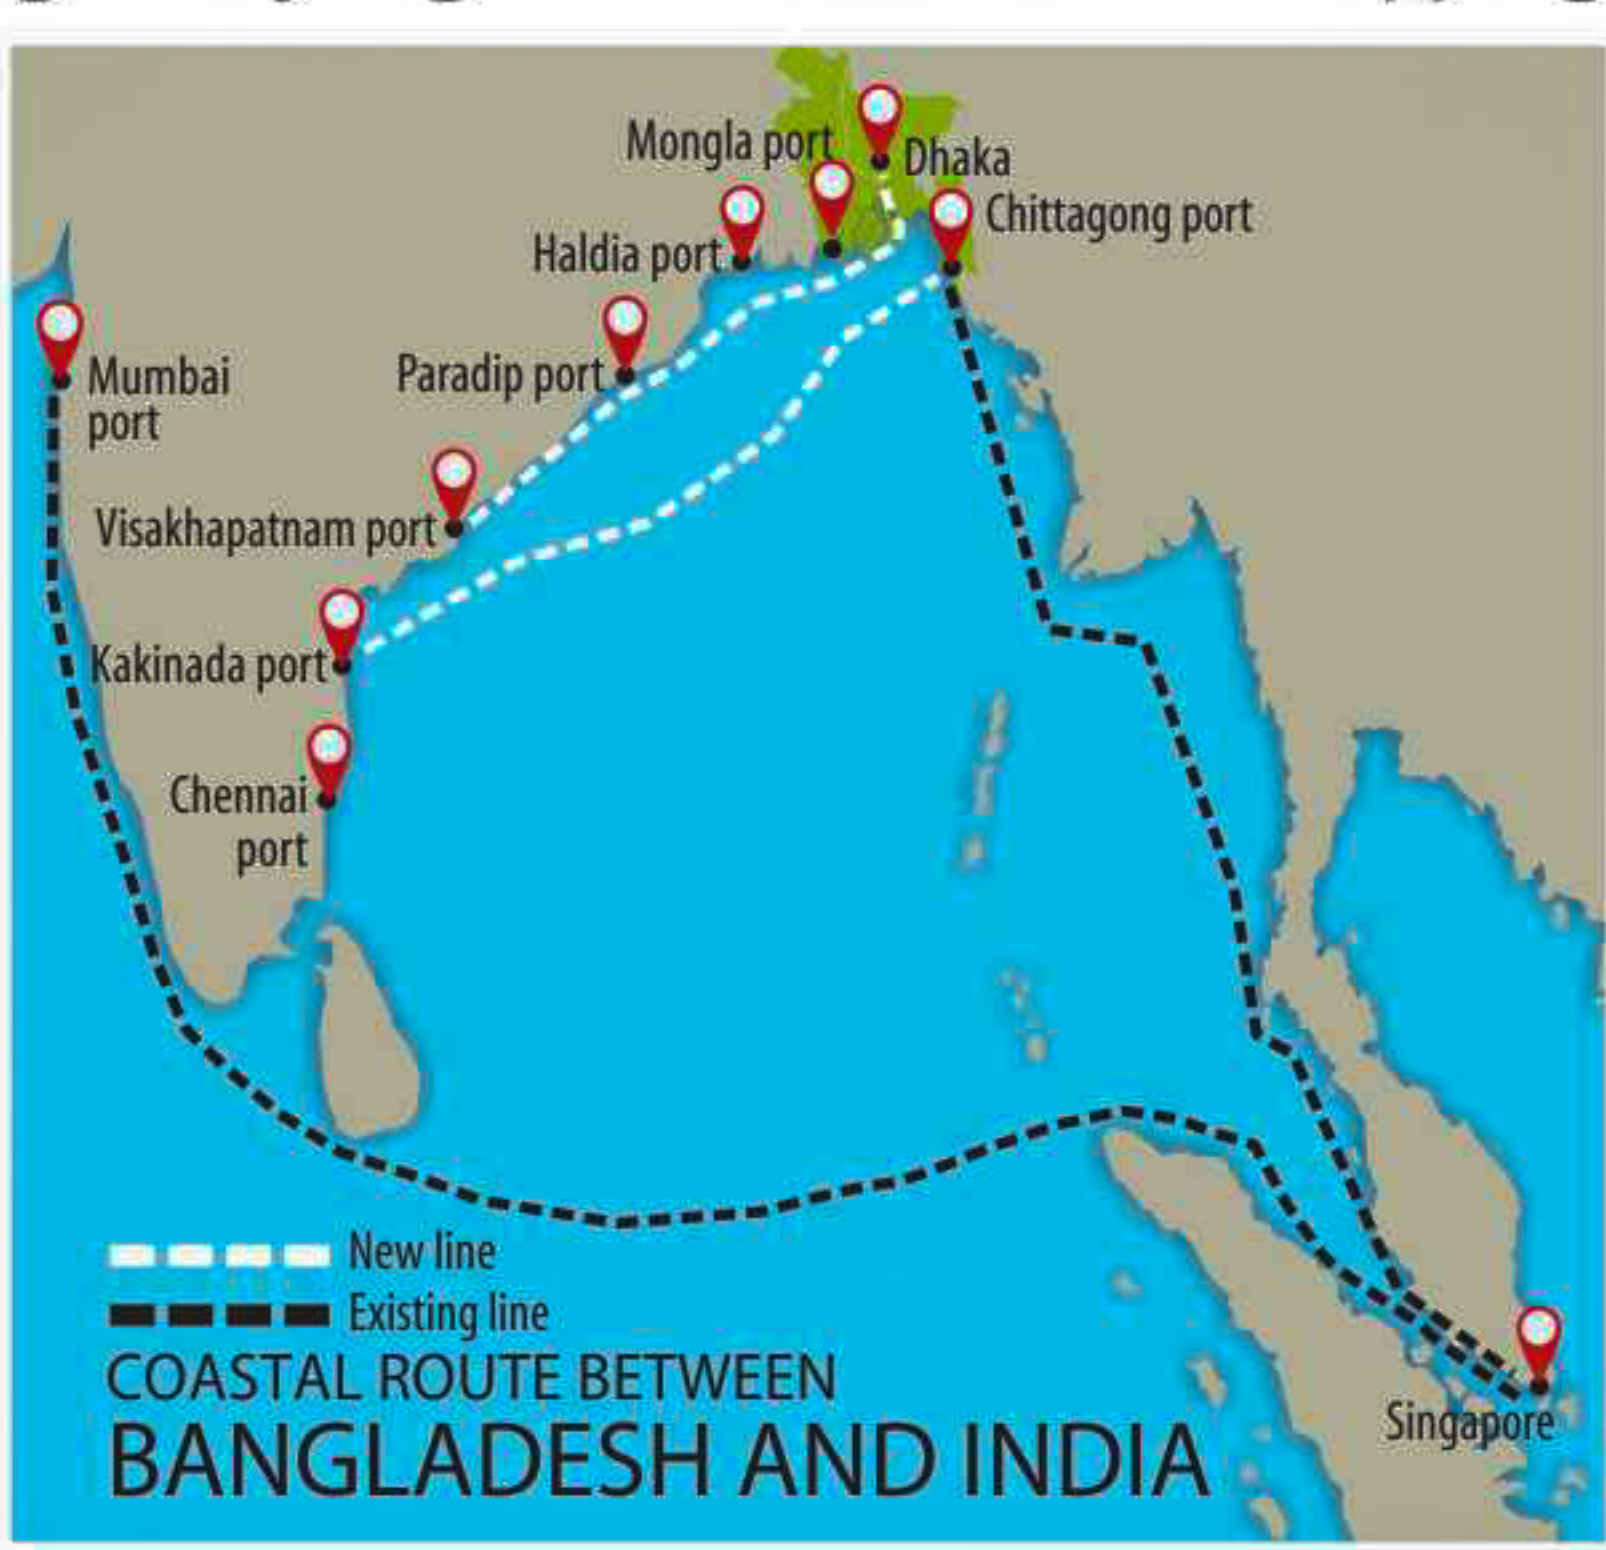 Mongla port
Dhaka
Chittagong port
Haldia port
Mumbai
port
Paradip port
Visakhapatnam port
Kakinada port
Chennai
port
New line
Existing line
COASTAL ROUTE BETWEEN
BANGLADESH AND INDIA
Singapore